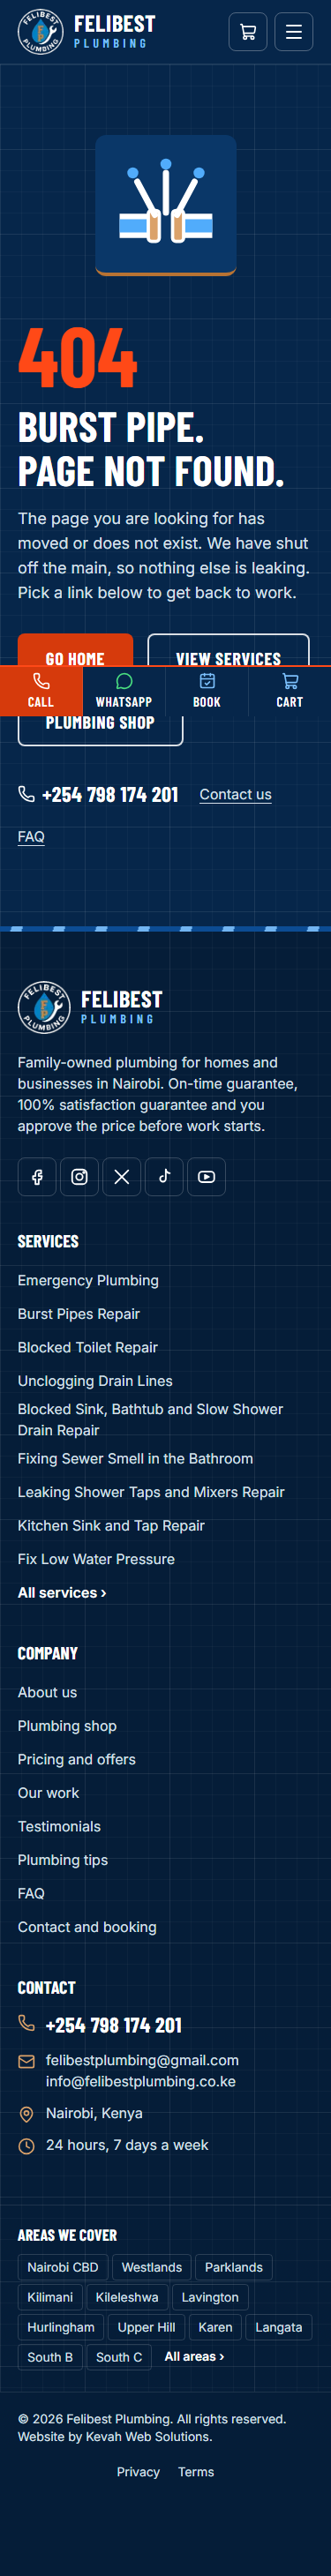 FELIBEST
PLUMBING
FELIBEST
PLUMBING
404
BURST PIPE.
PAGE NOT FOUND.
The page you are looking for has
moved or does not exist. We have shut
off the main, so nothing else is leaking.
Pick a link below to get back to work.
GO HOME
VIEW SERVICES
CALL
WHATSAPP
BOOK
CART
PLUMBING SHOP
+254 798 174 201
Contact us
FAQ
FELIBEST
PLUMBING
FELIBEST
PLUMBING
Family-owned plumbing for homes and
businesses in Nairobi. On-time guarantee,
100% satisfaction guarantee and you
approve the price before work starts.
SERVICES
Emergency Plumbing
Burst Pipes Repair
Blocked Toilet Repair
Unclogging Drain Lines
Blocked Sink, Bathtub and Slow Shower
Drain Repair
Fixing Sewer Smell in the Bathroom
Leaking Shower Taps and Mixers Repair
Kitchen Sink and Tap Repair
Fix Low Water Pressure
All services ›
COMPANY
About us
Plumbing shop
Pricing and offers
Our work
Testimonials
Plumbing tips
FAQ
Contact and booking
CONTACT
+254 798 174 201
felibestplumbing@gmail.com
info@felibestplumbing.co.ke
Nairobi, Kenya
24 hours, 7 days a week
AREAS WE COVER
Nairobi CBD
Westlands
Parklands
Kilimani
Kileleshwa
Lavington
Hurlingham
Upper Hill
Karen
Langata
South B
South C
All areas ›
© 2026 Felibest Plumbing. All rights reserved.
Website by Kevah Web Solutions.
Privacy
Terms